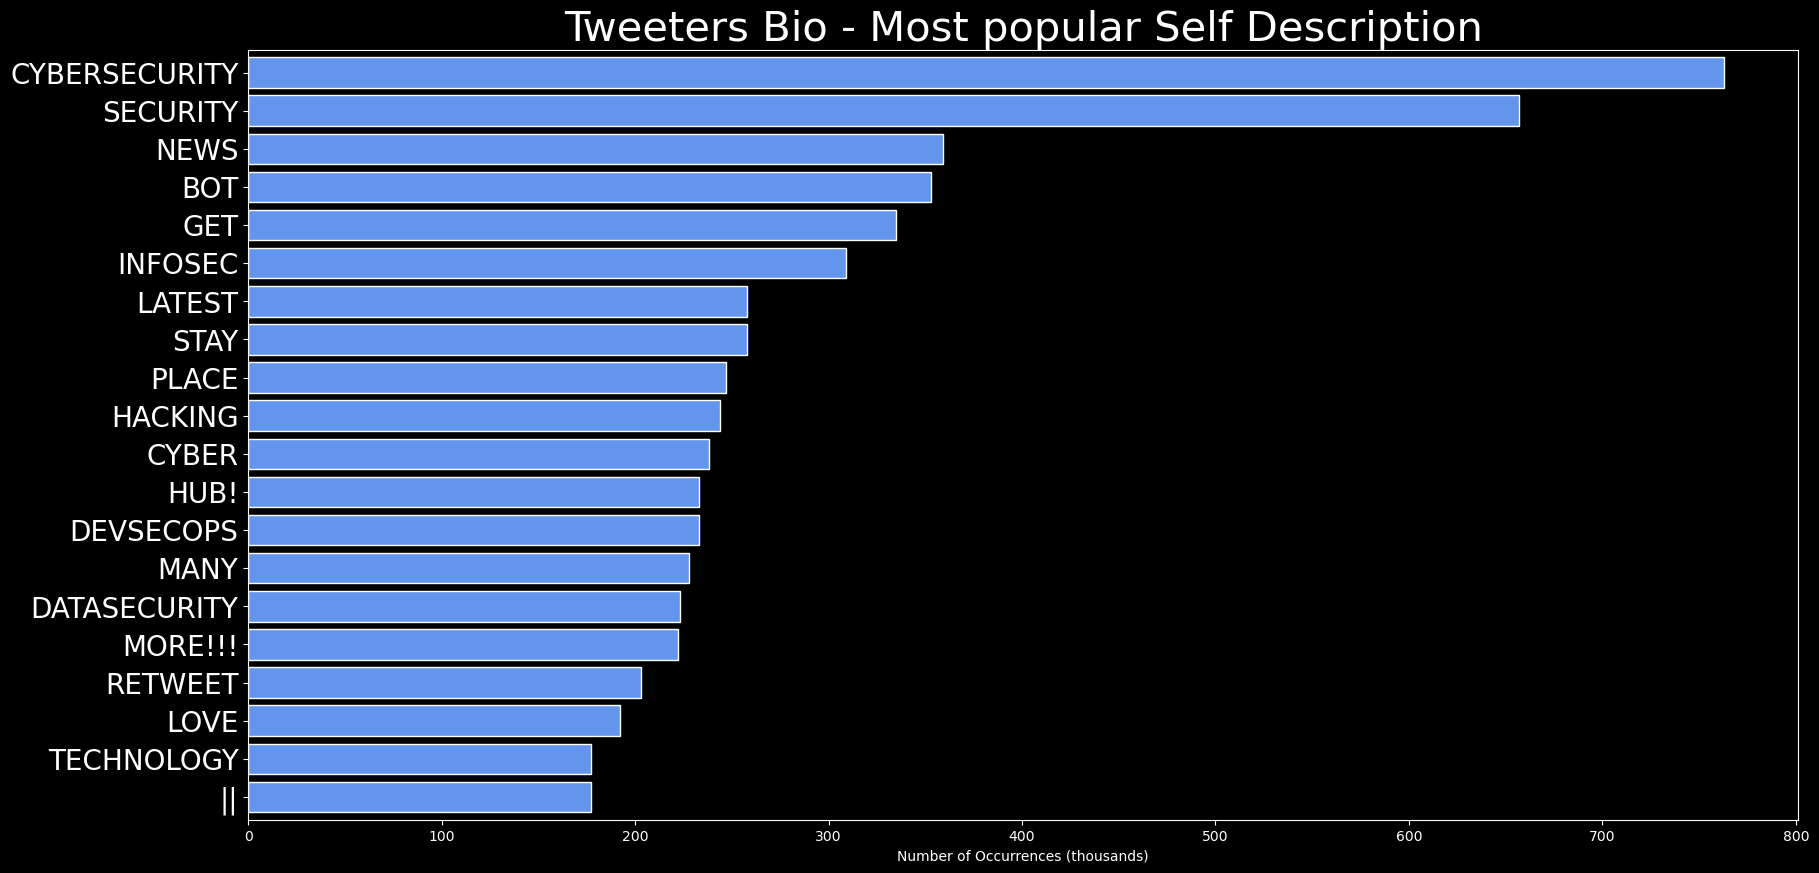 Tweeters Bio - Most popular Self Description
CYBERSECURITY
SECURITY
NEWS
BOT
GET
INFOSEC
LATEST
STAY
PLACE
HACKING
CYBER
HUB!
DEVSECOPS
MANY
DATASECURITY
MORE!!!
RETWEET
LOVE
TECHNOLOGY
||
0 100 200 300 400 500 600 700 800
Number of Occurrences (thousands)